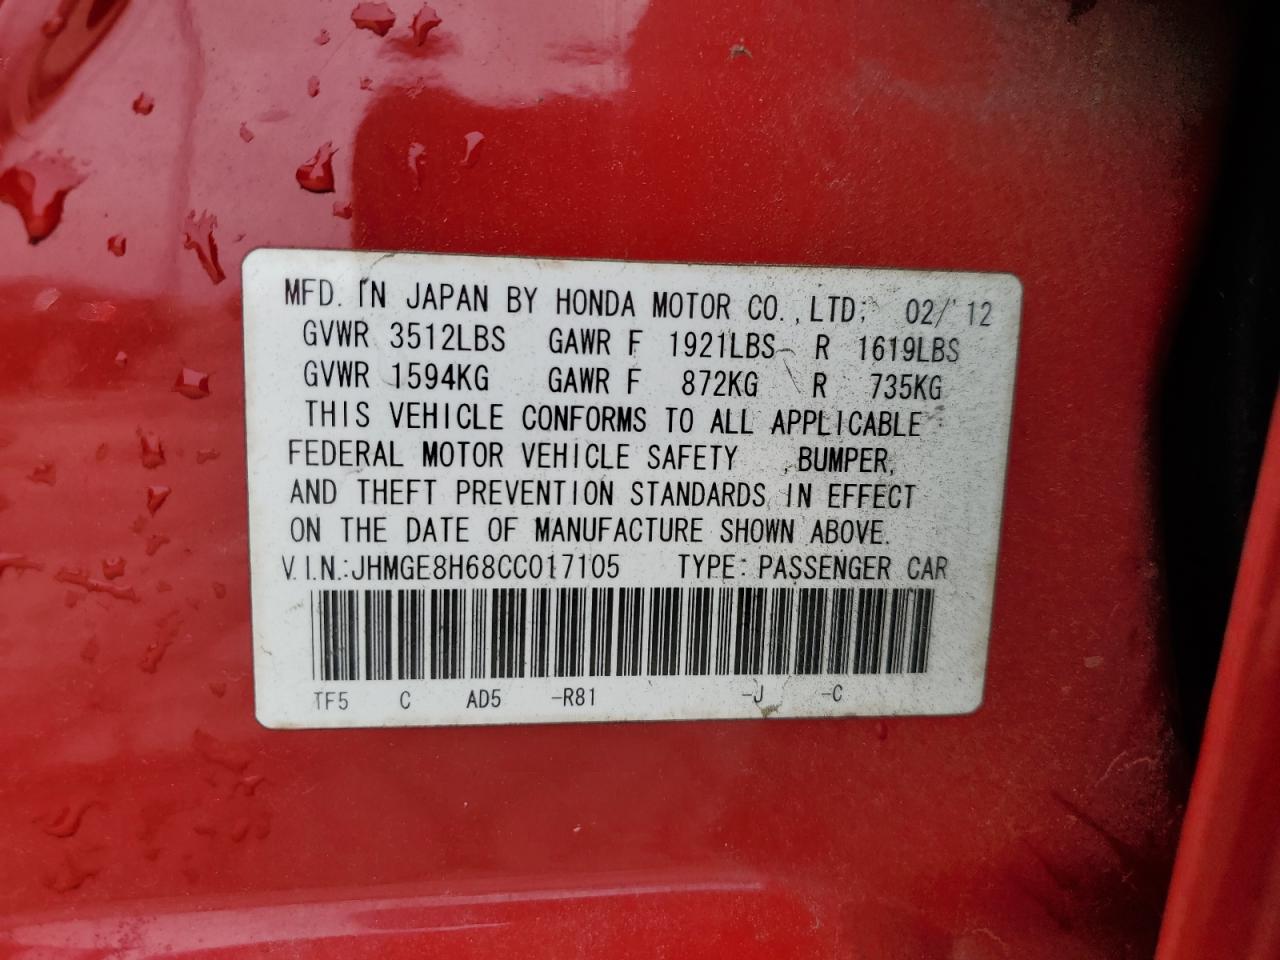 MFD. IN JAPAN BY HONDA MOTOR CO., LTD. 02/'12
GVWR 3512LBS GAWR F 1921LBS R 1619LBS
GVWR 1594KG GAWR F 872KG R 735KG
THIS VEHICLE CONFORMS TO ALL APPLICABLE
FEDERAL MOTOR VEHICLE SAFETY , BUMPER,
AND THEFT PREVENTION STANDARDS IN EFFECT
ON THE DATE OF MANUFACTURE SHOWN ABOVE.
V.I.N.:JHMGE8H68CC017105 TYPE: PASSENGER CAR
TF5 C AD5 -R81 -J -C